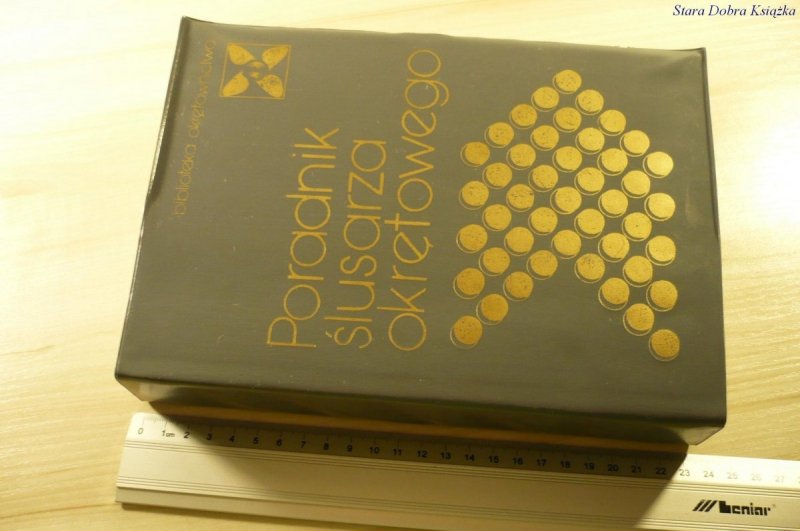 Stara Dobra Książka
biblioteka okrętownictwa
Poradnik
ślusarza
okrętowego
0 1cm 2 3 4 5 6 7 8 9 10 11 12 13 14 15 16 17 18 19 20 21 22 23 24 25 26 27
Leniar